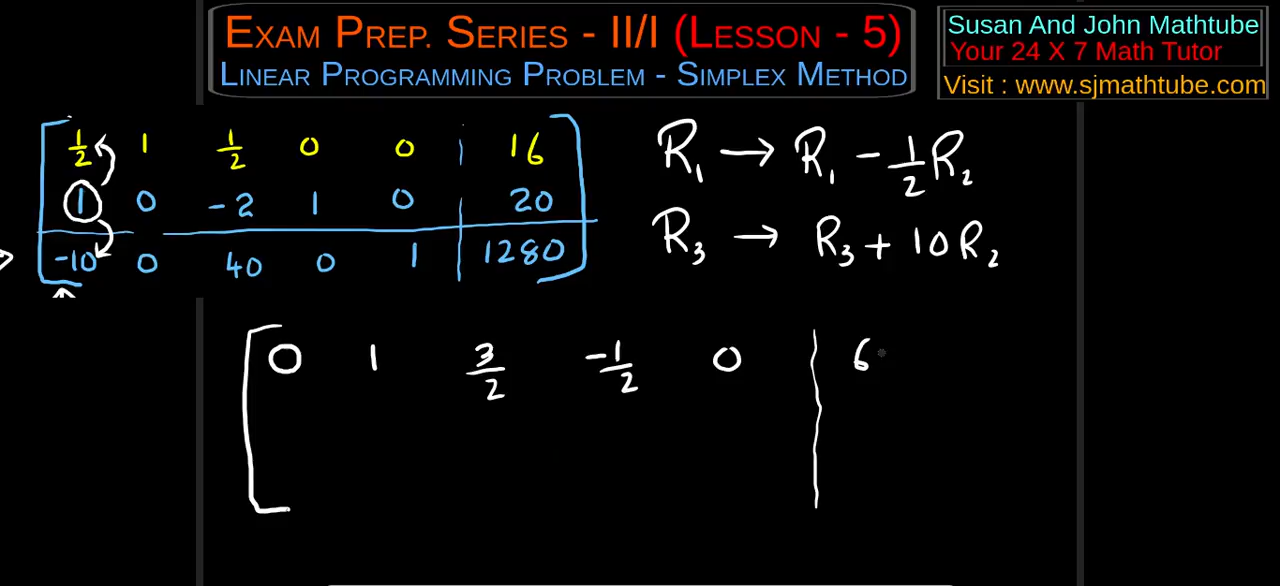 EXAM PREP. SERIES - II/I (LESSON - 5)
LINEAR PROGRAMMING PROBLEM - SIMPLEX METHOD
Susan And John Mathtube
Your 24 X 7 Math Tutor
Visit : www.sjmathtube.com
1/2 1 1/2 0 0 | 16
1 0 -2 1 0 | 20
-10 0 40 0 1 | 1280
R₁ → R₁ - 1/2 R₂
R₃ → R₃ + 10R₂
0 1 3/2 -1/2 0 | 6